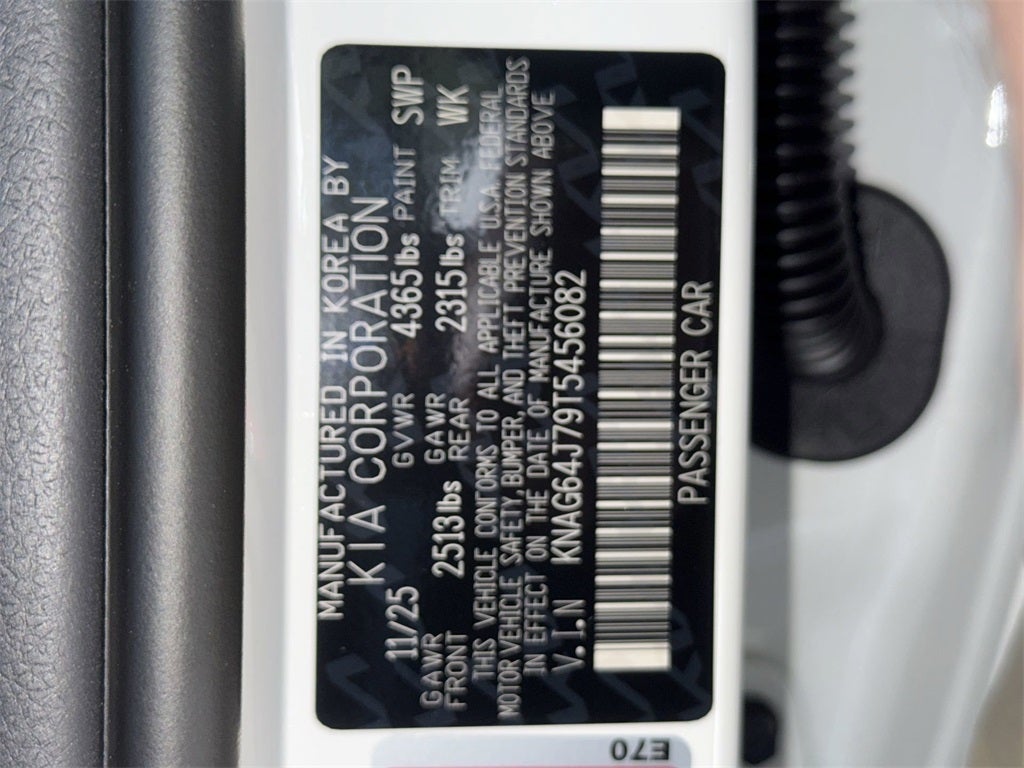 MANUFACTURED IN KOREA BY
KIA CORPORATION
11/25 GVWR 4365lbs PAINT SWP
GAWR FRONT 2513lbs GAWR REAR 2315lbs TRIM WK
THIS VEHICLE CONFORMS TO ALL APPLICABLE U.S.A. FEDERAL
MOTOR VEHICLE SAFETY, BUMPER, AND THEFT PREVENTION STANDARDS
IN EFFECT ON THE DATE OF MANUFACTURE SHOWN ABOVE
V.I.N KNAG64J79T5456082
PASSENGER CAR
E70